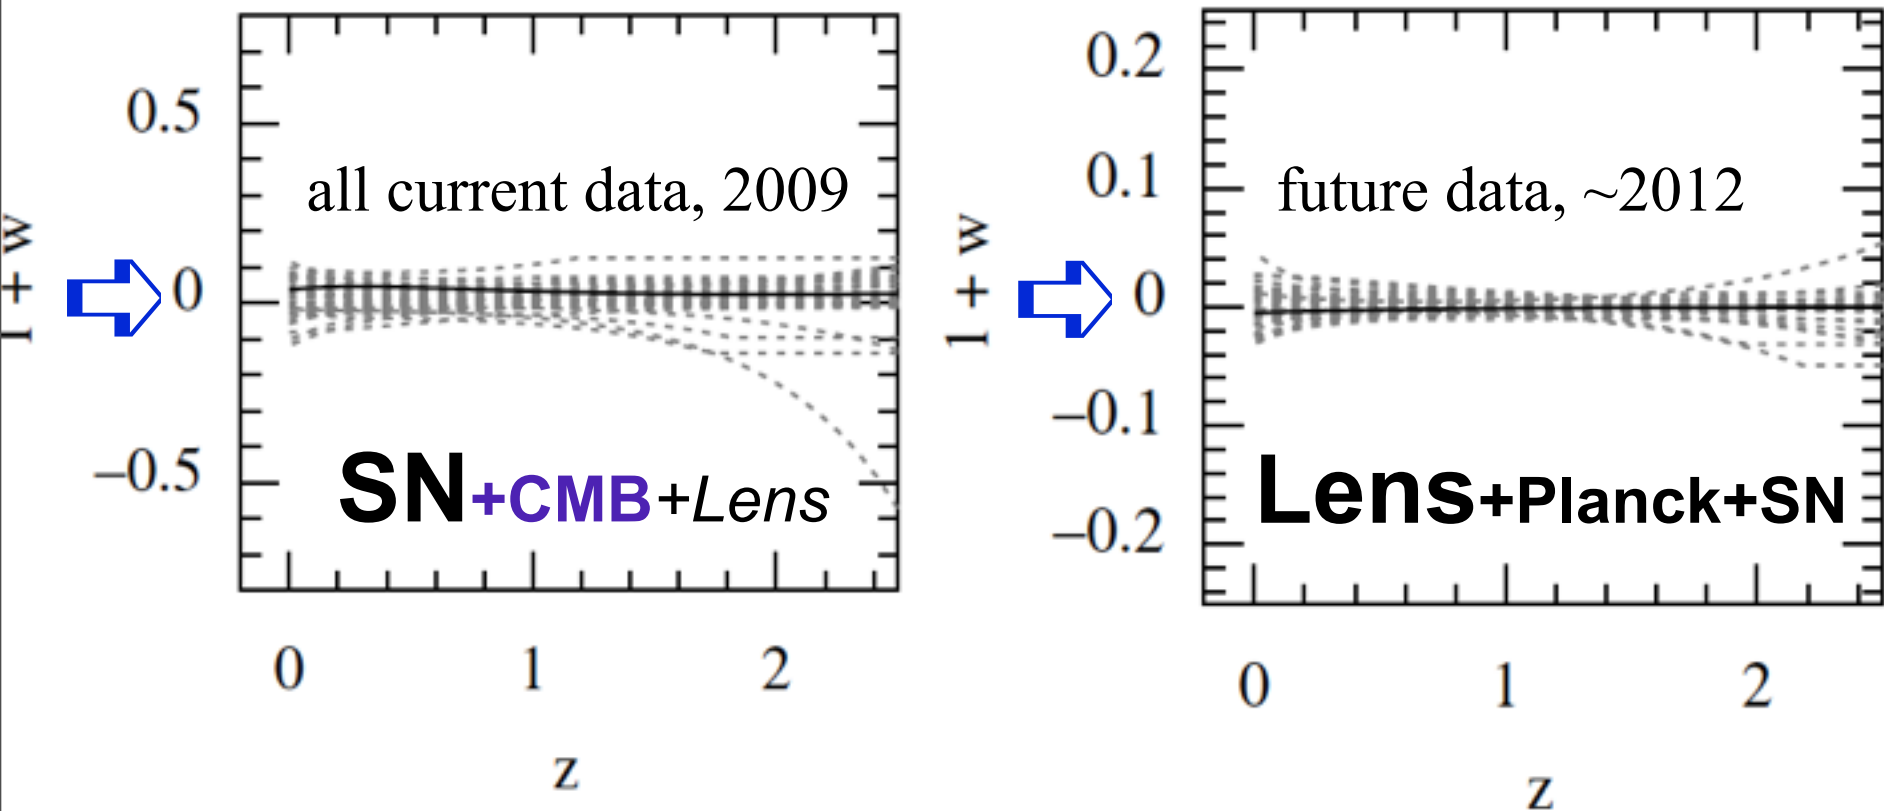 0.5
0
−0.5
1 + w
all current data, 2009
SN+CMB+Lens
0 1 2
z
0.2
0.1
0
−0.1
−0.2
1 + w
future data, ~2012
Lens+Planck+SN
0 1 2
z